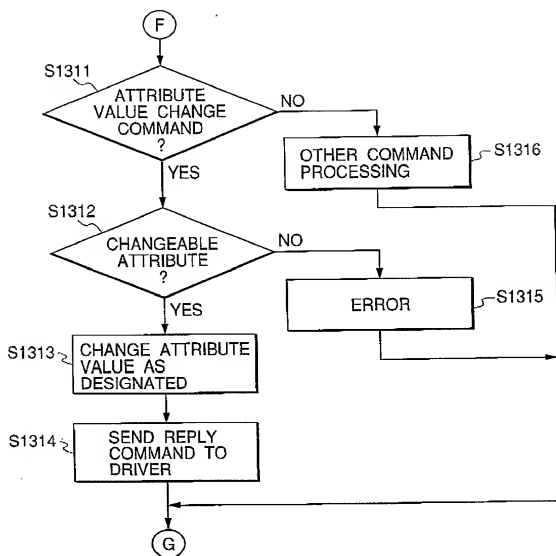 F
S1311
ATTRIBUTE
VALUE CHANGE
COMMAND
?
NO
YES
OTHER COMMAND
PROCESSING
S1316
S1312
CHANGEABLE
ATTRIBUTE
?
NO
YES
ERROR
S1315
S1313
CHANGE ATTRIBUTE
VALUE AS
DESIGNATED
S1314
SEND REPLY
COMMAND TO
DRIVER
G